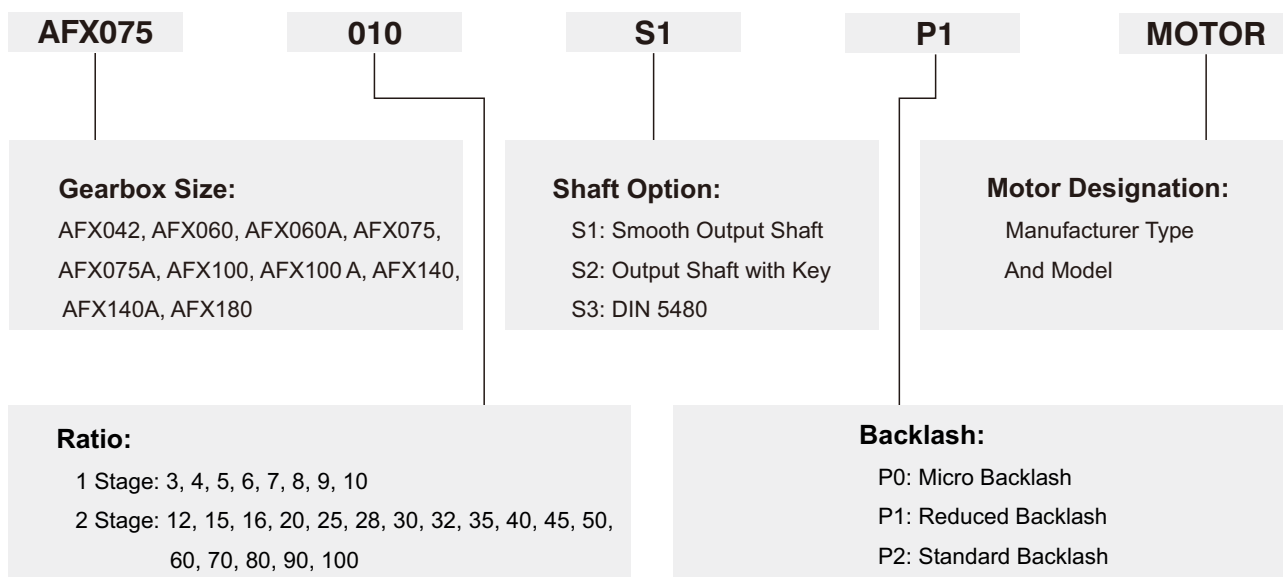 AFX075 010 S1 P1 MOTOR
Gearbox Size:
AFX042, AFX060, AFX060A, AFX075,
AFX075A, AFX100, AFX100 A, AFX140,
AFX140A, AFX180
Shaft Option:
S1: Smooth Output Shaft
S2: Output Shaft with Key
S3: DIN 5480
Motor Designation:
Manufacturer Type
And Model
Ratio:
1 Stage: 3, 4, 5, 6, 7, 8, 9, 10
2 Stage: 12, 15, 16, 20, 25, 28, 30, 32, 35, 40, 45, 50,
60, 70, 80, 90, 100
Backlash:
P0: Micro Backlash
P1: Reduced Backlash
P2: Standard Backlash